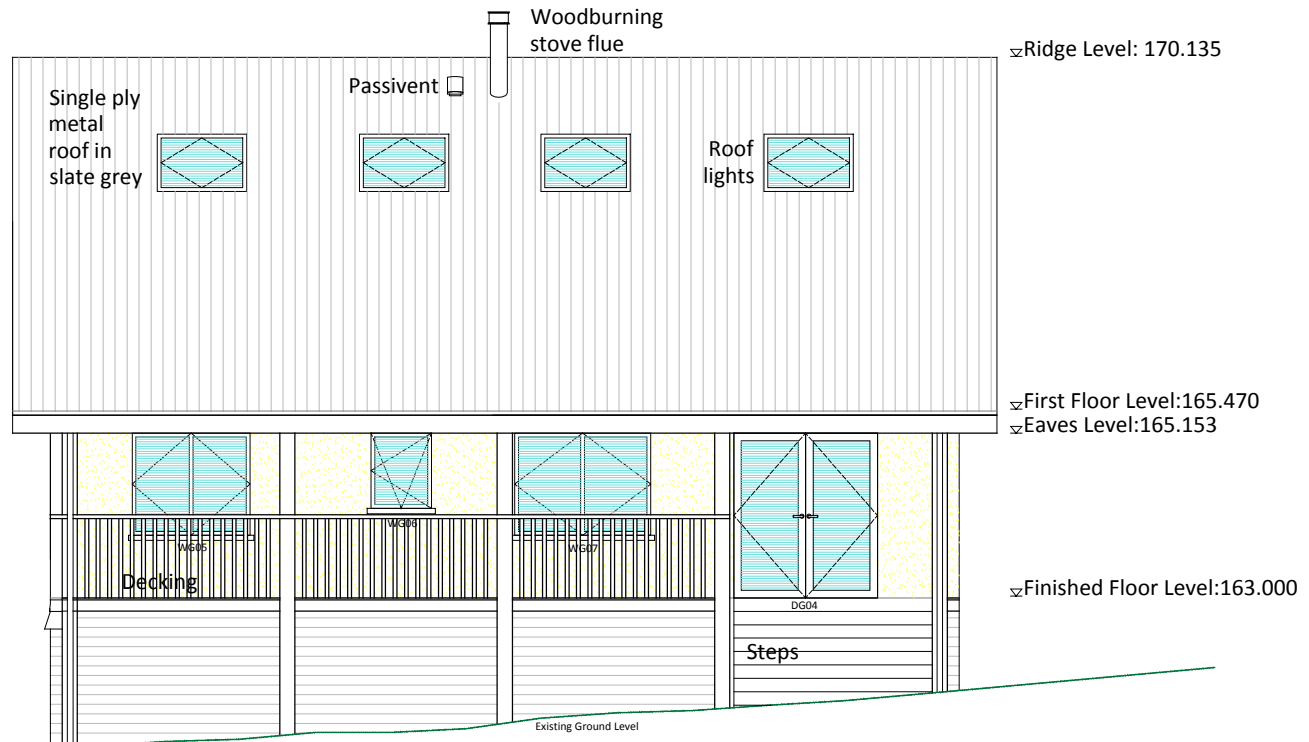 Woodburning
stove flue
Ridge Level: 170.135
Passivent
Single ply
metal
roof in
slate grey
Roof
lights
First Floor Level:165.470
Eaves Level:165.153
WG06
WG05
WG07
Decking
Finished Floor Level:163.000
DG04
Steps
Existing Ground Level